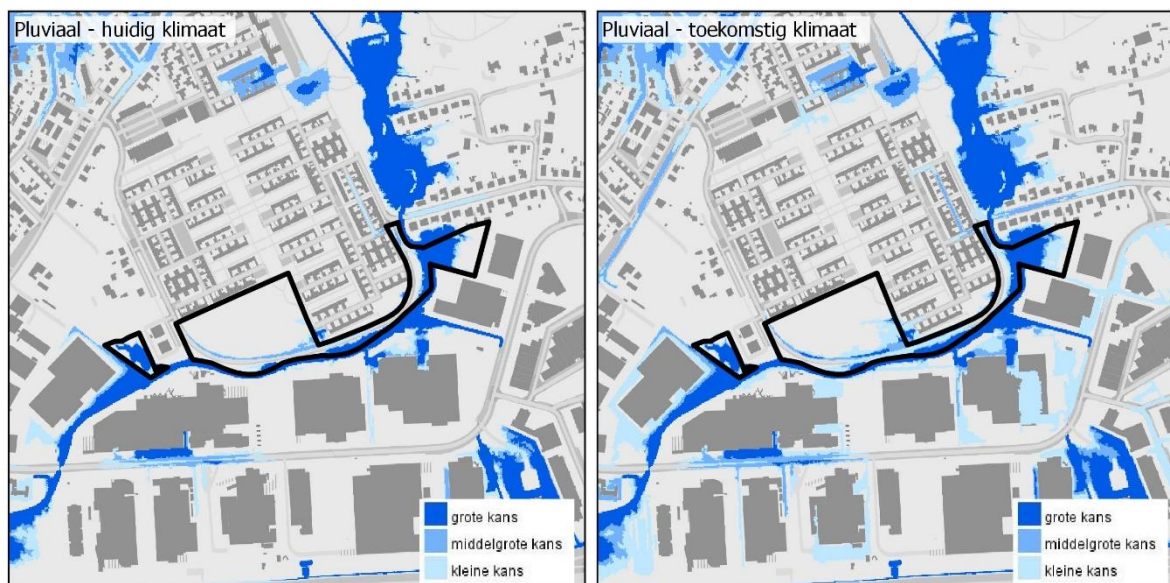 Pluviaal - huidig klimaat
grote kans
middelgrote kans
kleine kans
Pluviaal - toekomstig klimaat
grote kans
middelgrote kans
kleine kans